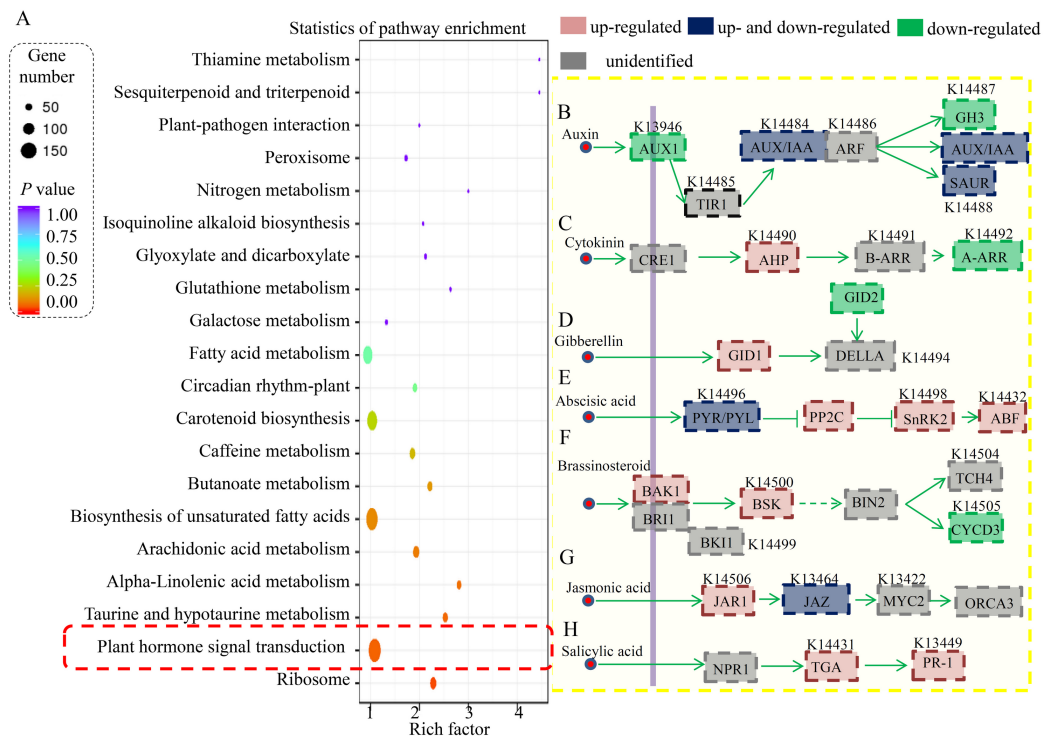 A
Statistics of pathway enrichment
Gene
number
50
100
150
P value
1.00
0.75
0.50
0.25
0.00
Thiamine metabolism
Sesquiterpenoid and triterpenoid
Plant-pathogen interaction
Peroxisome
Nitrogen metabolism
Isoquinoline alkaloid biosynthesis
Glyoxylate and dicarboxylate
Glutathione metabolism
Galactose metabolism
Fatty acid metabolism
Circadian rhythm-plant
Carotenoid biosynthesis
Caffeine metabolism
Butanoate metabolism
Biosynthesis of unsaturated fatty acids
Arachidonic acid metabolism
Alpha-Linolenic acid metabolism
Taurine and hypotaurine metabolism
Plant hormone signal transduction
Ribosome
1 2 3 4
Rich factor
up-regulated up- and down-regulated down-regulated
unidentified
B
Auxin
K13946
AUX1
K14485
TIR1
K14484
AUX/IAA
K14486
ARF
K14487
GH3
AUX/IAA
SAUR
K14488
C
Cytokinin
CRE1
K14490
AHP
K14491
B-ARR
K14492
A-ARR
D
Gibberellin
GID1
GID2
DELLA
K14494
E
Abscisic acid
K14496
PYR/PYL
PP2C
K14498
SnRK2
K14432
ABF
F
Brassinosteroid
BAK1
BRI1
BKI1
K14499
K14500
BSK
BIN2
K14504
TCH4
K14505
CYCD3
G
Jasmonic acid
K14506
JAR1
K13464
JAZ
K13422
MYC2
ORCA3
H
Salicylic acid
NPR1
K14431
TGA
K13449
PR-1